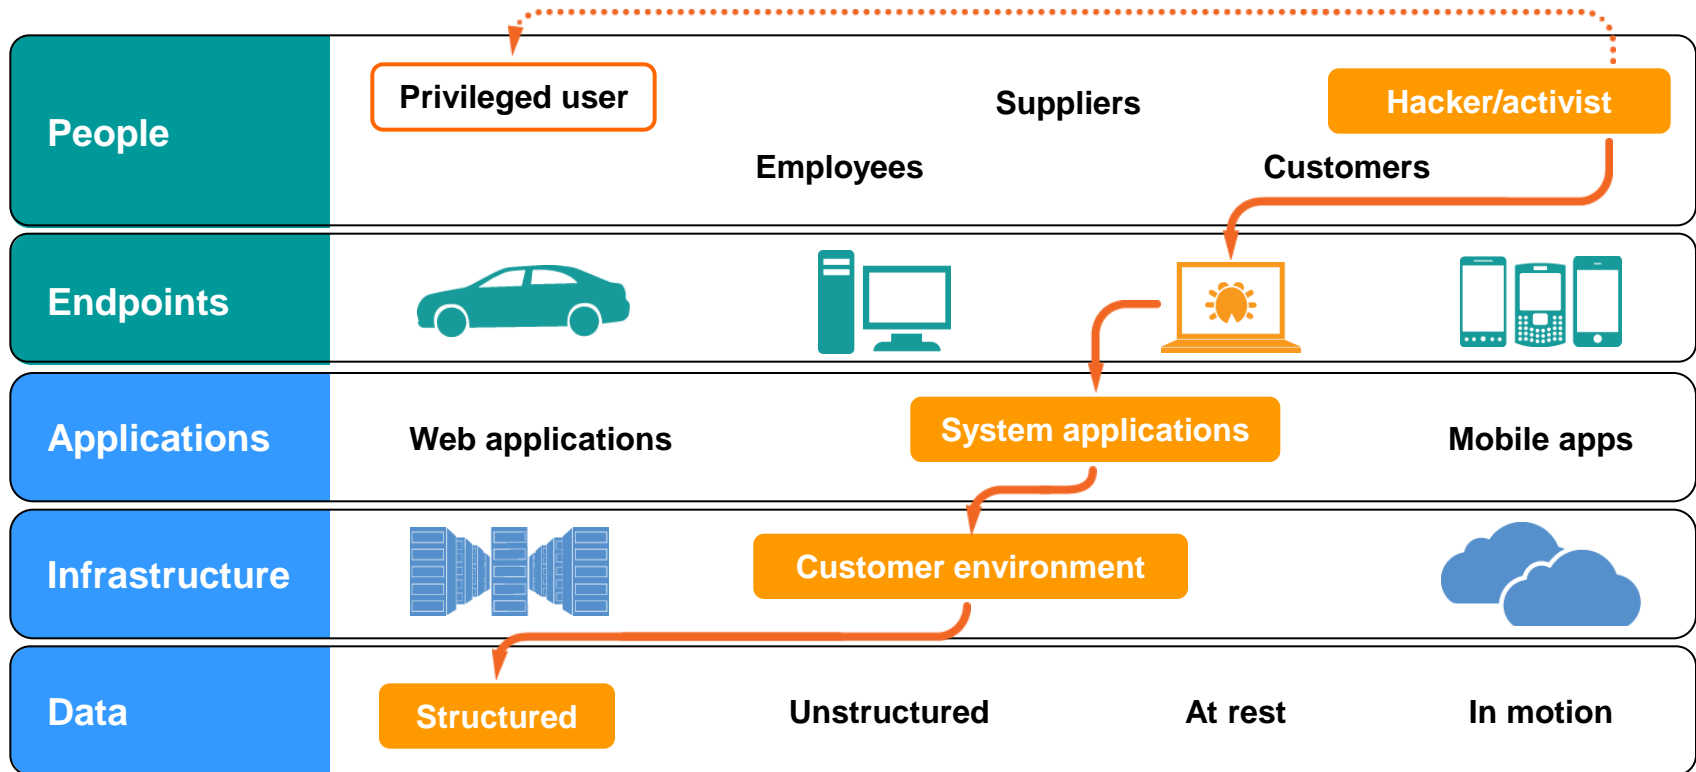 People
Privileged user
Suppliers
Hacker/activist
Employees
Customers
Endpoints
Applications
Web applications
System applications
Mobile apps
Infrastructure
Customer environment
Data
Structured
Unstructured
At rest
In motion